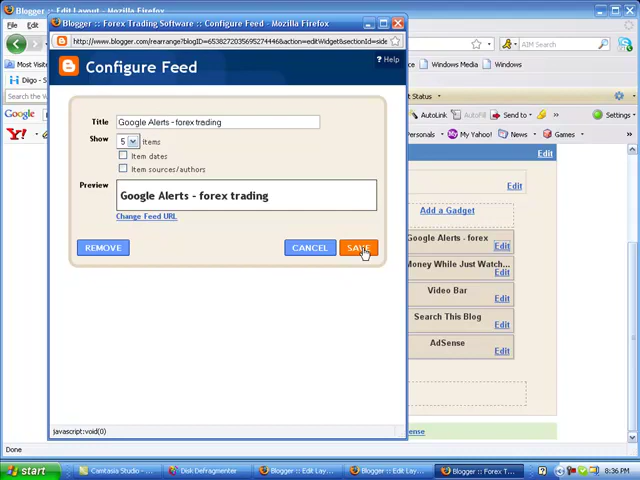 Blogger :: Edit Layout - Mozilla Firefox
Blogger :: Forex Trading Software :: Configure Feed - Mozilla Firefox
File Edit
http://www.blogger.com/rearrange?blogID=6538272035695274446&action=editWidget&sectionId=side
AIM Search
Most Visite
Windows Media
Windows
Diigo
Status
Google
AutoLink
AutoFill
Send to
Settings
Y!
Personals
My Yahoo!
News
Games
Configure Feed
? Help
Title
Google Alerts - forex trading
Show
5
Items
Item dates
Item sources/authors
Preview
Google Alerts - forex trading
Change Feed URL
REMOVE
CANCEL
SAVE
Edit
Edit
Add a Gadget
Google Alerts - forex
Edit
Money While Just Watch...
Edit
Video Bar
Edit
Search This Blog
Edit
AdSense
Edit
javascript:void(0)
Done
start
Camtasia Studio - ...
Disk Defragmenter
Blogger :: Edit Lay...
Blogger :: Edit Lay...
Blogger :: Forex T...
8:36 PM